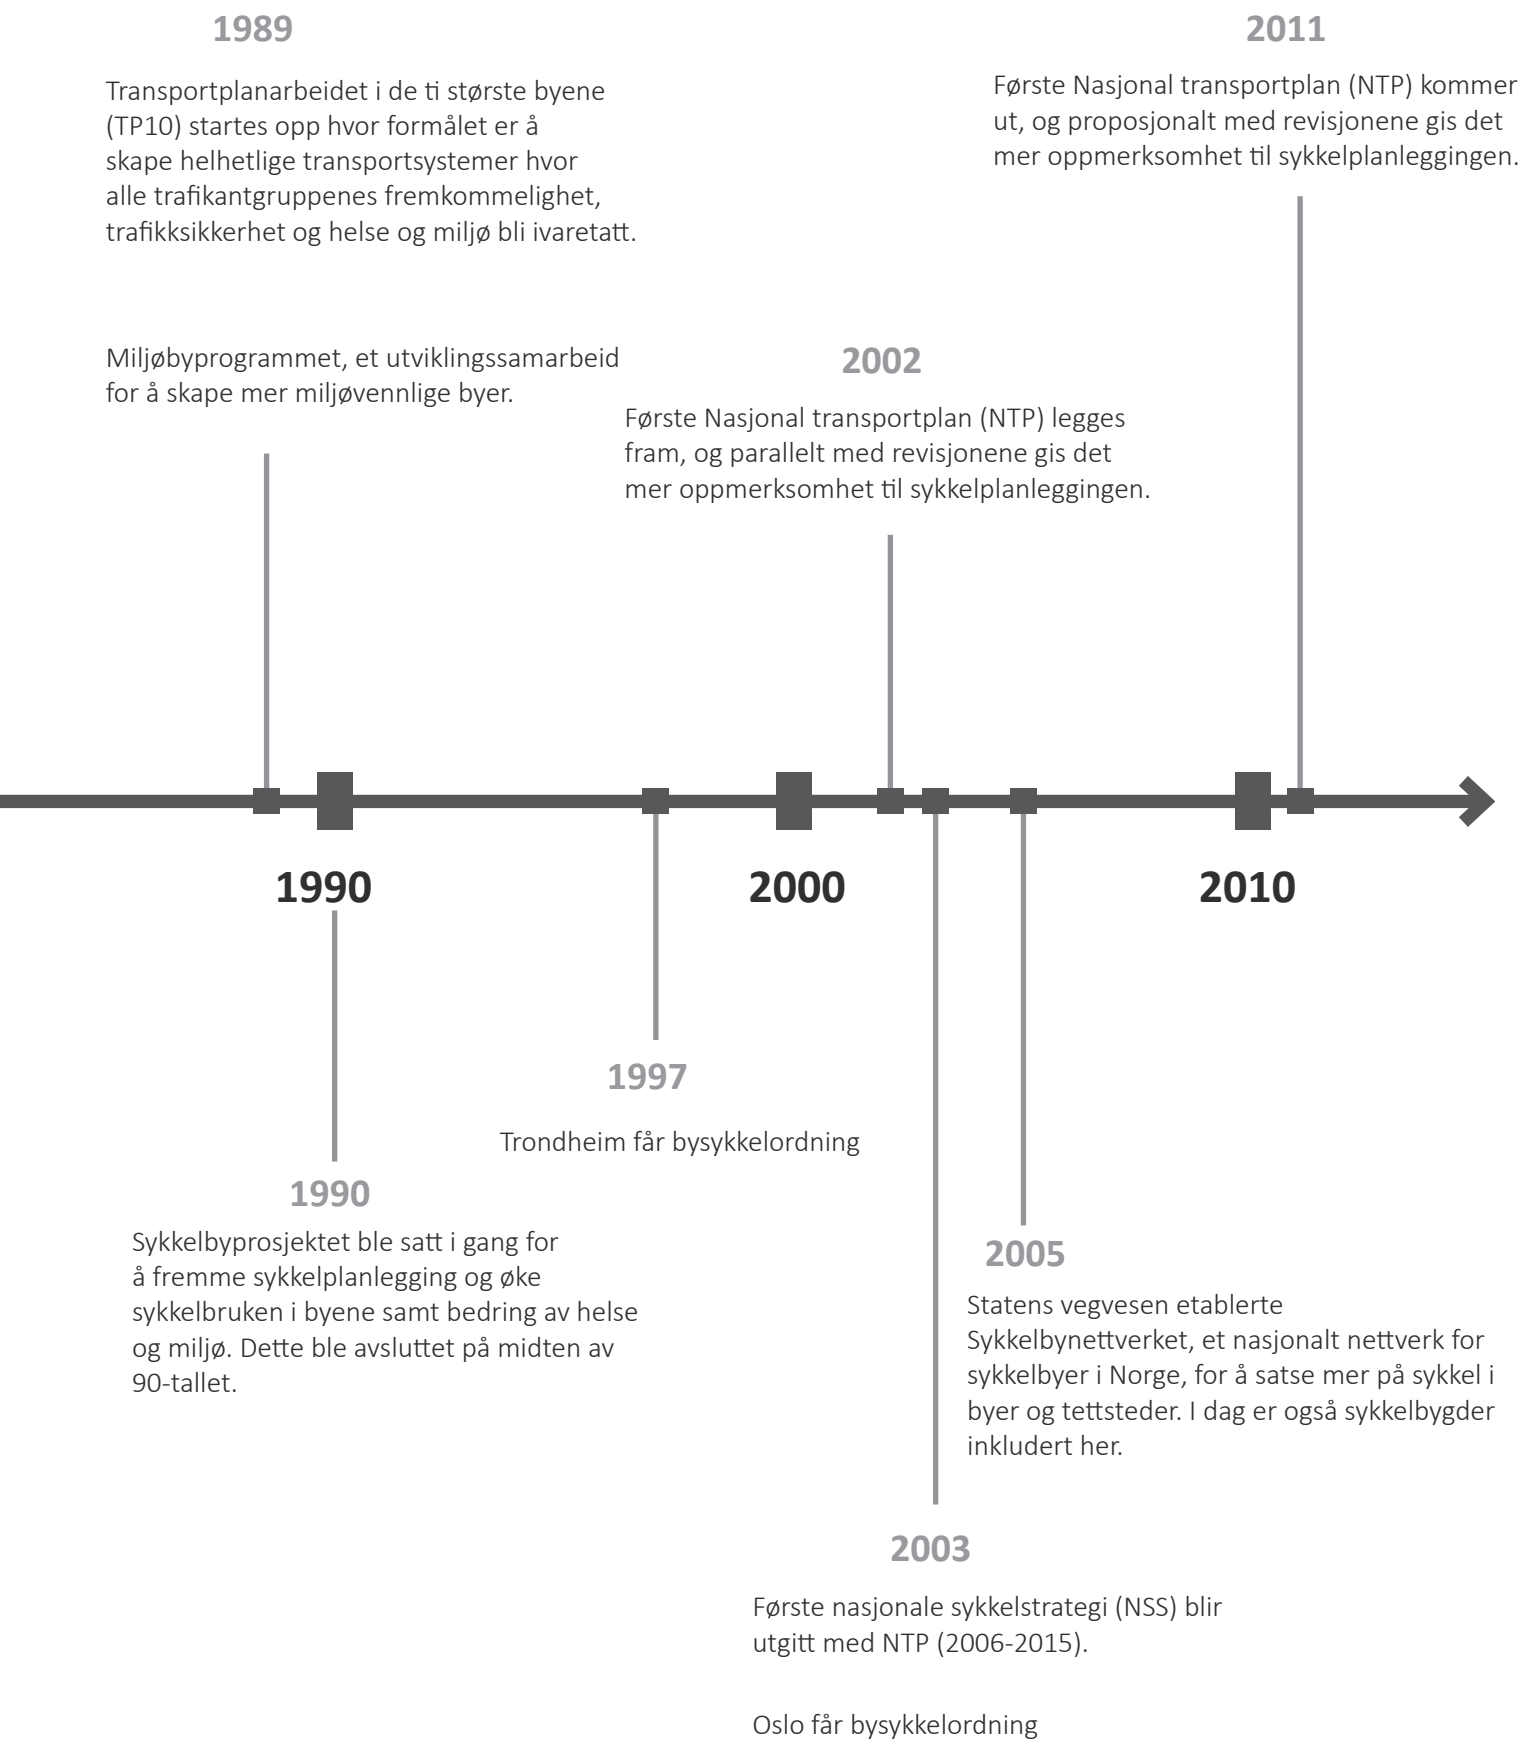 1989
Transportplanarbeidet i de ti største byene
(TP10) startes opp hvor formålet er å
skape helhetlige transportsystemer hvor
alle trafikantgruppenes fremkommelighet,
trafikksikkerhet og helse og miljø bli ivaretatt.
Miljøbyprogrammet, et utviklingssamarbeid
for å skape mer miljøvennlige byer.
2002
Første Nasjonal transportplan (NTP) legges
fram, og parallelt med revisjonene gis det
mer oppmerksomhet til sykkelplanleggingen.
2011
Første Nasjonal transportplan (NTP) kommer
ut, og proposjonalt med revisjonene gis det
mer oppmerksomhet til sykkelplanleggingen.
1990
2000
2010
1990
Sykkelbyprosjektet ble satt i gang for
å fremme sykkelplanlegging og øke
sykkelbruken i byene samt bedring av helse
og miljø. Dette ble avsluttet på midten av
90-tallet.
1997
Trondheim får bysykkelordning
2005
Statens vegvesen etablerte
Sykkelbynettverket, et nasjonalt nettverk for
sykkelbyer i Norge, for å satse mer på sykkel i
byer og tettsteder. I dag er også sykkelbygder
inkludert her.
2003
Første nasjonale sykkelstrategi (NSS) blir
utgitt med NTP (2006-2015).
Oslo får bysykkelordning